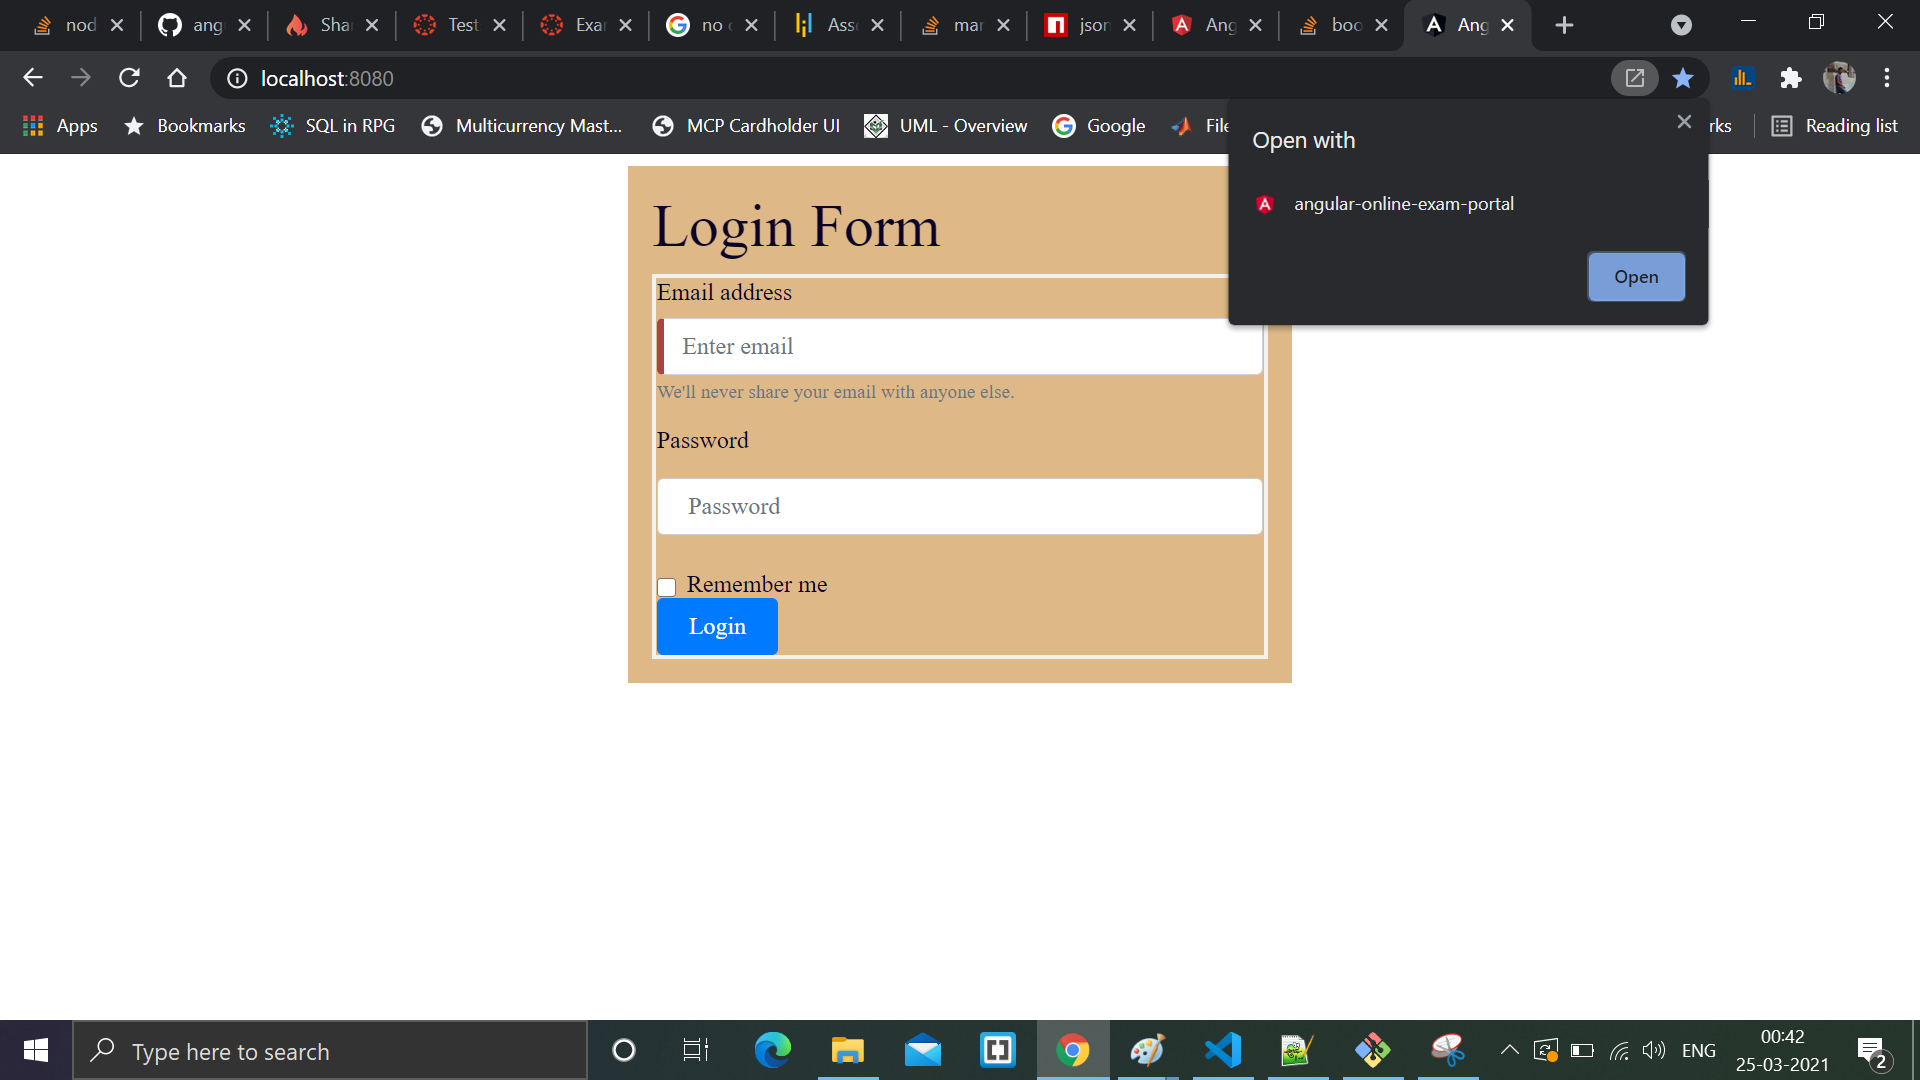 nod
ang
Shar
Test
Exar
no c
Asse
mar
json
Ang
boo
Ang
localhost:8080
Apps
Bookmarks
SQL in RPG
Multicurrency Mast...
MCP Cardholder UI
UML - Overview
Google
File
rks
Reading list
Open with
angular-online-exam-portal
Open
Login Form
Email address
Enter email
We'll never share your email with anyone else.
Password
Password
Remember me
Login
Type here to search
ENG
00:42
25-03-2021
2